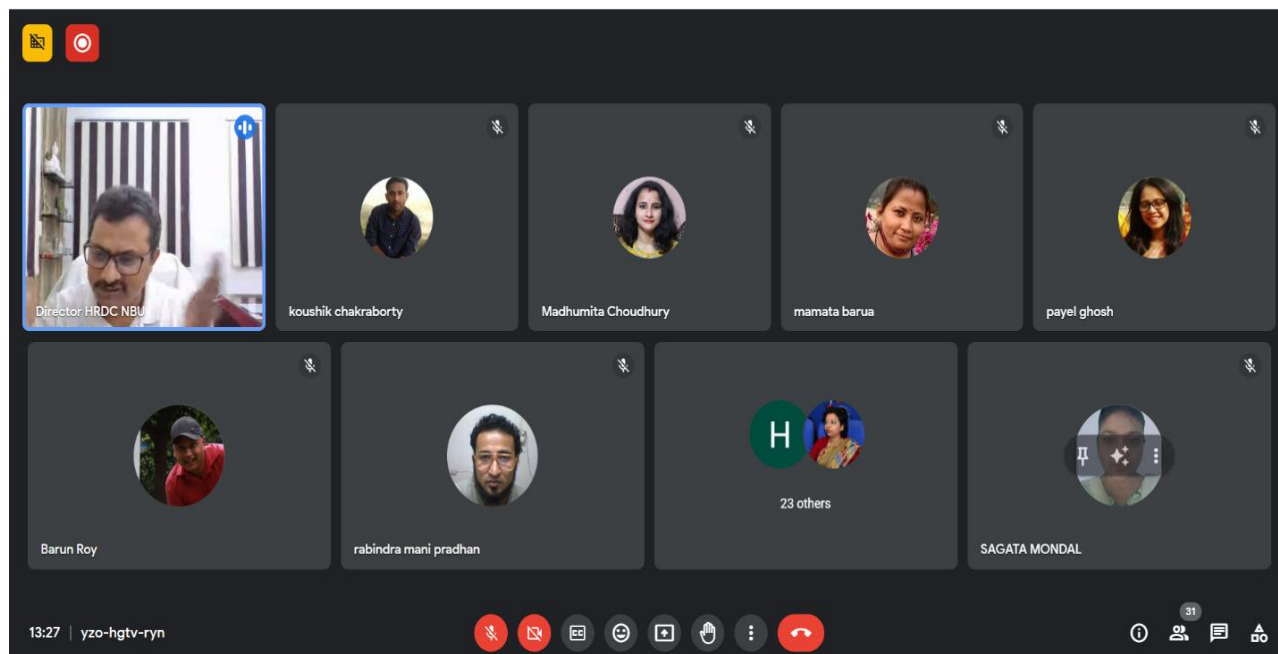 Director HRDC NBU
koushik chakraborty
Madhumita Choudhury
mamata barua
payel ghosh
Barun Roy
rabindra mani pradhan
H
23 others
SAGATA MONDAL
13:27 | yzo-hgtv-ryn
CC
31